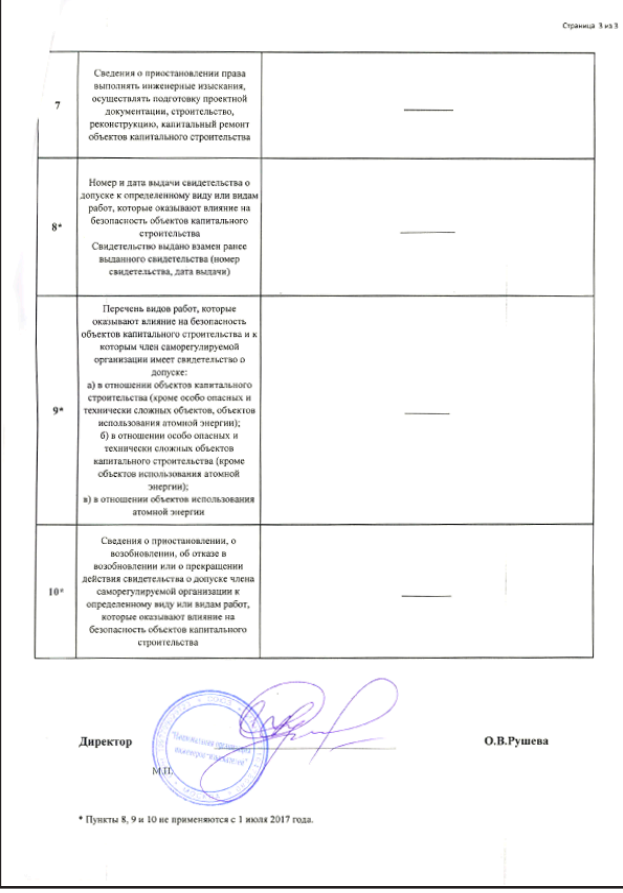 Страница 3 из 3
7
Сведения о приостановлении права
выполнять инженерные изыскания,
осуществлять подготовку проектной
документации, строительство,
реконструкцию, капитальный ремонт
объектов капитального строительства
8*
Номер и дата выдачи свидетельства о
допуске к определенному виду или видам
работ, которые оказывают влияние на
безопасность объектов капитального
строительства
Свидетельство выдано взамен ранее
выданного свидетельства (номер
свидетельства, дата выдачи)
9*
Перечень видов работ, которые
оказывают влияние на безопасность
объектов капитального строительства и к
которым член саморегулируемой
организации имеет свидетельство о
допуске:
а) в отношении объектов капитального
строительства (кроме особо опасных и
технически сложных объектов, объектов
использования атомной энергии);
б) в отношении особо опасных и
технически сложных объектов
капитального строительства (кроме
объектов использования атомной
энергии);
в) в отношении объектов использования
атомной энергии
10*
Сведения о приостановлении, о
возобновлении, об отказе в
возобновлении или о прекращении
действия свидетельства о допуске члена
саморегулируемой организации к
определенному виду или видам работ,
которые оказывают влияние на
безопасность объектов капитального
строительства
Директор
О.В.Рушева
М.П.
* Пункты 8, 9 и 10 не применяются с 1 июля 2017 года.